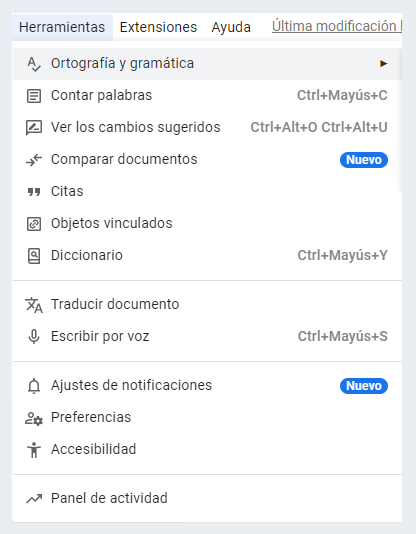 Herramientas Extensiones Ayuda Última modificación
Ortografía y gramática
Contar palabras Ctrl+Mayús+C
Ver los cambios sugeridos Ctrl+Alt+O Ctrl+Alt+U
Comparar documentos Nuevo
Citas
Objetos vinculados
Diccionario Ctrl+Mayús+Y
Traducir documento
Escribir por voz Ctrl+Mayús+S
Ajustes de notificaciones Nuevo
Preferencias
Accesibilidad
Panel de actividad